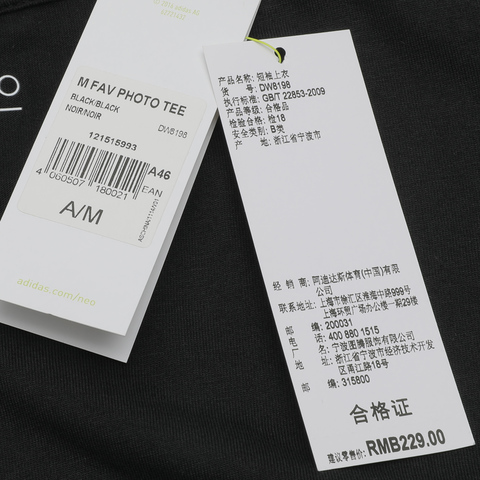 M FAV PHOTO TEE
BLACK/BLACK
NOIR/NOIR
DW8198
121515993
4 060507 180021
A46
EAN
A/M
adidas.com/neo
产品名称: 短袖上衣
货 号: DW8198
执行标准: GB/T 22853-2009
产品等级: 合格品
检验合格: 检18
安全类别: B类
产 地: 浙江省宁波市
经 销 商: 阿迪达斯体育(中国)有限
公司
联系地址: 上海市徐汇区淮海中路999号
上海环贸广场办公楼一期29楼
邮 编: 200031
电 话: 400 880 1515
厂 名: 宁波图腾服饰有限公司
地 址: 浙江省宁波市经济技术开发
区甬江路18号
邮 编: 315800
合格证
建议零售价: RMB229.00